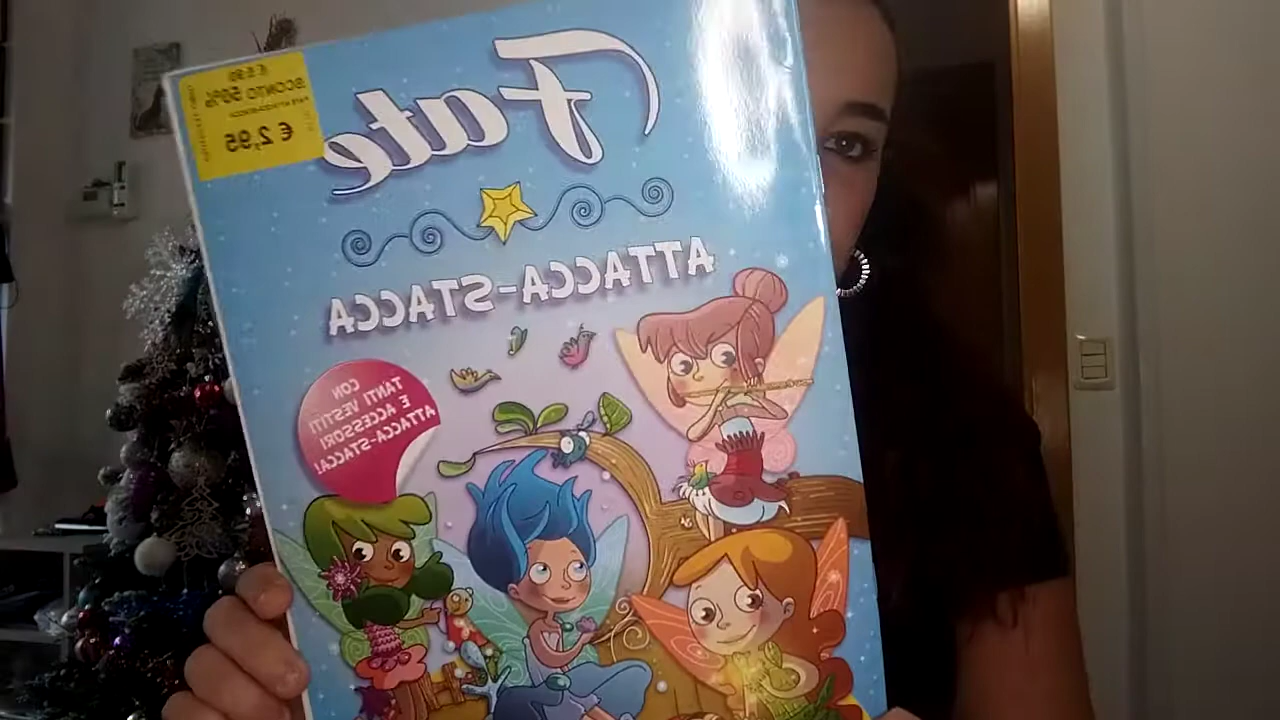 € 5,90
SCONTO 50%
€ 2,95
Fate
ATTACCA-STACCA
CON
TANTI VESTITI
E ACCESSORI
ATTACCA-STACCA!